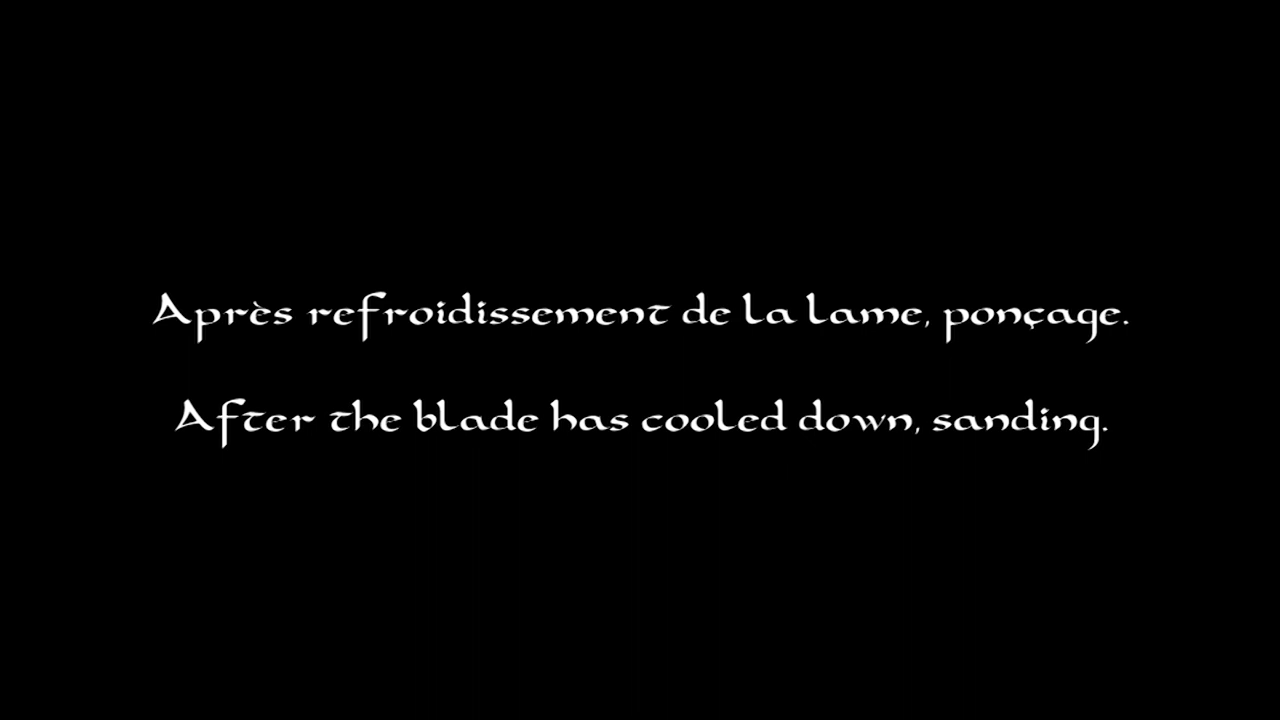 Après refroidissement de la lame, ponçage.
After the blade has cooled down, sanding.